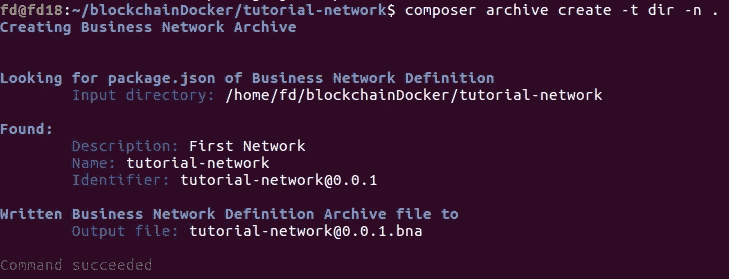 fd@fd18:~/blockchainDocker/tutorial-network$ composer archive create -t dir -n .
Creating Business Network Archive
Looking for package.json of Business Network Definition
Input directory: /home/fd/blockchainDocker/tutorial-network
Found:
Description: First Network
Name: tutorial-network
Identifier: tutorial-network@0.0.1
Written Business Network Definition Archive file to
Output file: tutorial-network@0.0.1.bna
Command succeeded